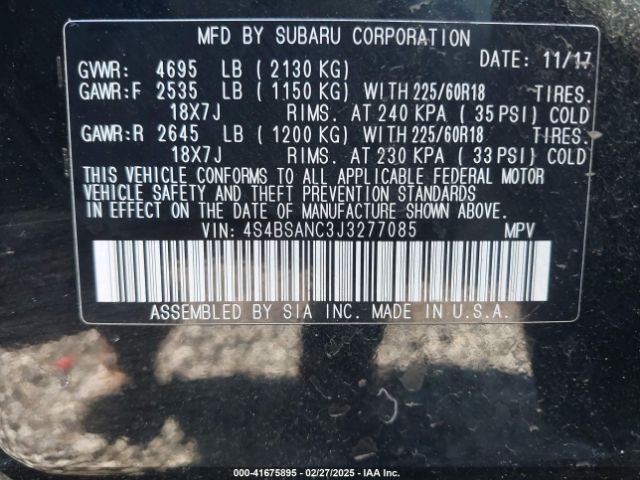 MFD BY SUBARU CORPORATION
DATE: 11/17
GVWR: 4695 LB ( 2130 KG)
GAWR:F 2535 LB ( 1150 KG) WITH 225/60R18 TIRES.
18X7J RIMS. AT 240 KPA ( 35 PSI) COLD
GAWR:R 2645 LB ( 1200 KG) WITH 225/60R18 TIRES.
18X7J RIMS. AT 230 KPA ( 33 PSI) COLD
THIS VEHICLE CONFORMS TO ALL APPLICABLE FEDERAL MOTOR
VEHICLE SAFETY AND THEFT PREVENTION STANDARDS
IN EFFECT ON THE DATE OF MANUFACTURE SHOWN ABOVE.
VIN: 4S4BSANC3J3277085 MPV
ASSEMBLED BY SIA INC. MADE IN U.S.A.
000-41675895 - 02/27/2025 - IAA Inc.